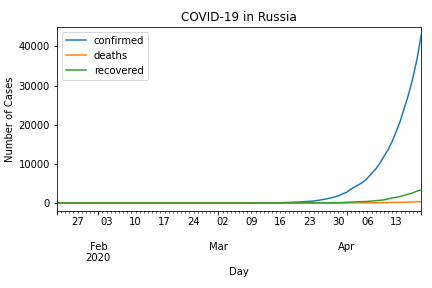 COVID-19 in Russia
confirmed
deaths
recovered
Number of Cases
40000
30000
20000
10000
0
27 03 10 17 24 02 09 16 23 30 06 13
Feb Mar Apr
2020
Day